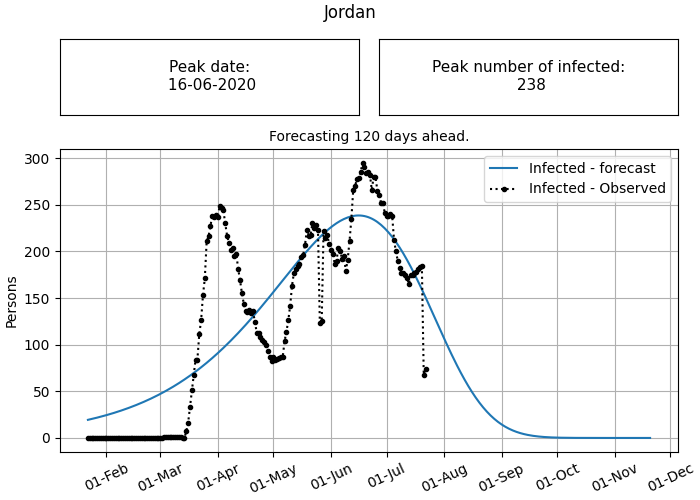 Jordan
Peak date:
16-06-2020
Peak number of infected:
238
Forecasting 120 days ahead.
Infected - forecast
Infected - Observed
Persons
300
250
200
150
100
50
0
01-Feb
01-Mar
01-Apr
01-May
01-Jun
01-Jul
01-Aug
01-Sep
01-Oct
01-Nov
01-Dec